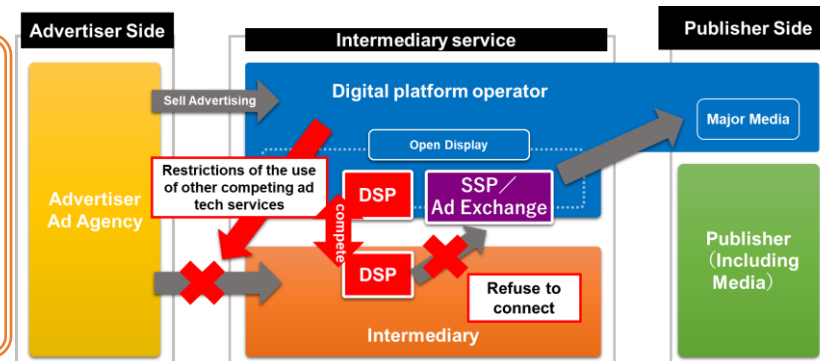 Advertiser Side
Intermediary service
Publisher Side
Sell Advertising
Digital platform operator
Major Media
Open Display
Restrictions of the use
of other competing ad
tech services
DSP
SSP／
Ad Exchange
Advertiser
Ad Agency
compete
DSP
Refuse to
connect
Intermediary
Publisher
（Including
Media）